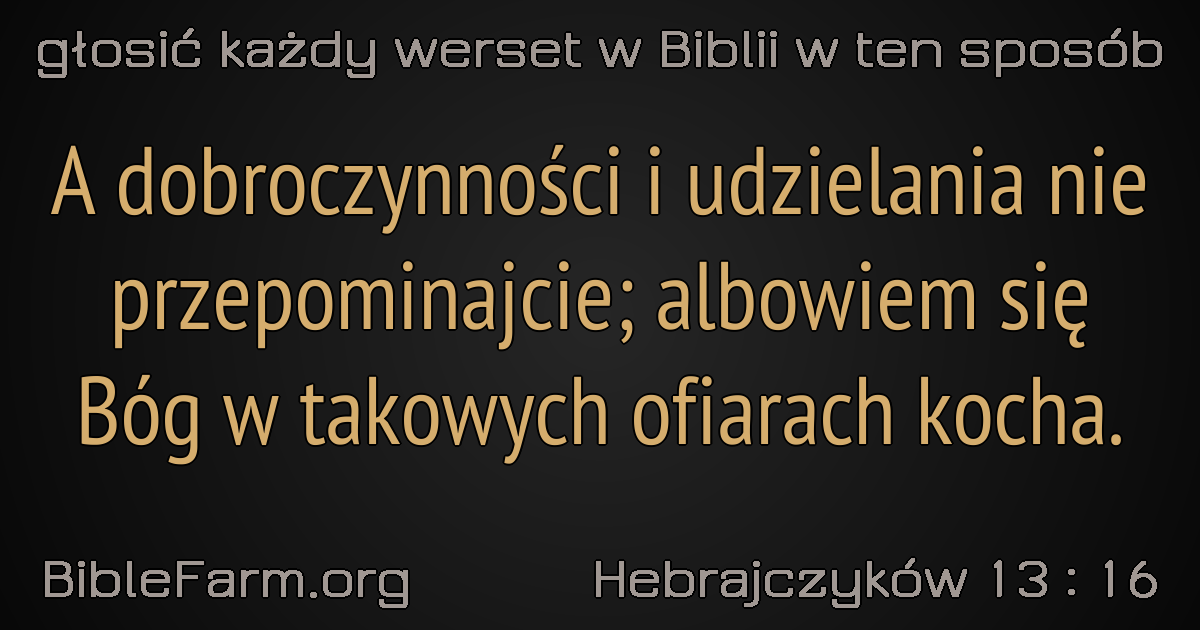 głosić każdy werset w Biblii w ten sposób
A dobroczynności i udzielania nie
przepominajcie; albowiem się
Bóg w takowych ofiarach kocha.
BibleFarm.org
Hebrajczyków 13 : 16